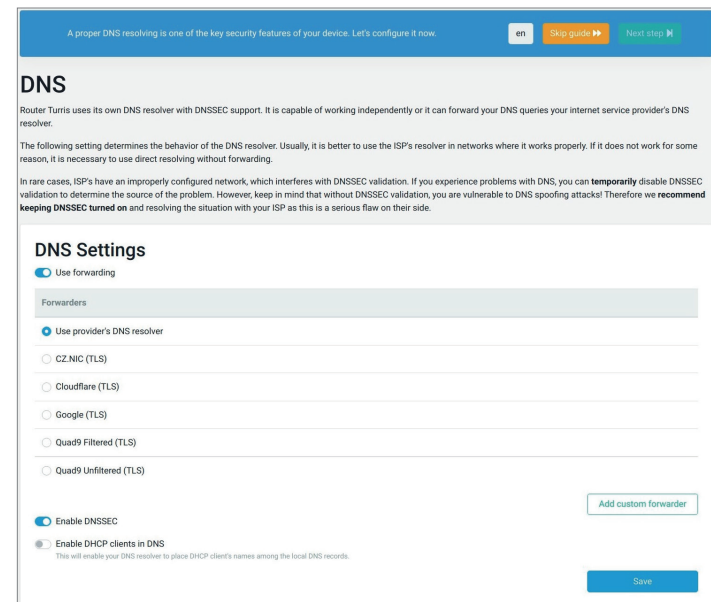 A proper DNS resolving is one of the key security features of your device. Let's configure it now.
en
Skip guide
Next step
DNS
Router Turris uses its own DNS resolver with DNSSEC support. It is capable of working independently or it can forward your DNS queries your internet service provider's DNS
resolver.
The following setting determines the behavior of the DNS resolver. Usually, it is better to use the ISP's resolver in networks where it works properly. If it does not work for some
reason, it is necessary to use direct resolving without forwarding.
In rare cases, ISP's have an improperly configured network, which interferes with DNSSEC validation. If you experience problems with DNS, you can temporarily disable DNSSEC
validation to determine the source of the problem. However, keep in mind that without DNSSEC validation, you are vulnerable to DNS spoofing attacks! Therefore we recommend
keeping DNSSEC turned on and resolving the situation with your ISP as this is a serious flaw on their side.
DNS Settings
Use forwarding
Forwarders
Use provider's DNS resolver
CZ.NIC (TLS)
Cloudflare (TLS)
Google (TLS)
Quad9 Filtered (TLS)
Quad9 Unfiltered (TLS)
Add custom forwarder
Enable DNSSEC
Enable DHCP clients in DNS
This will enable your DNS resolver to place DHCP client's names among the local DNS records.
Save